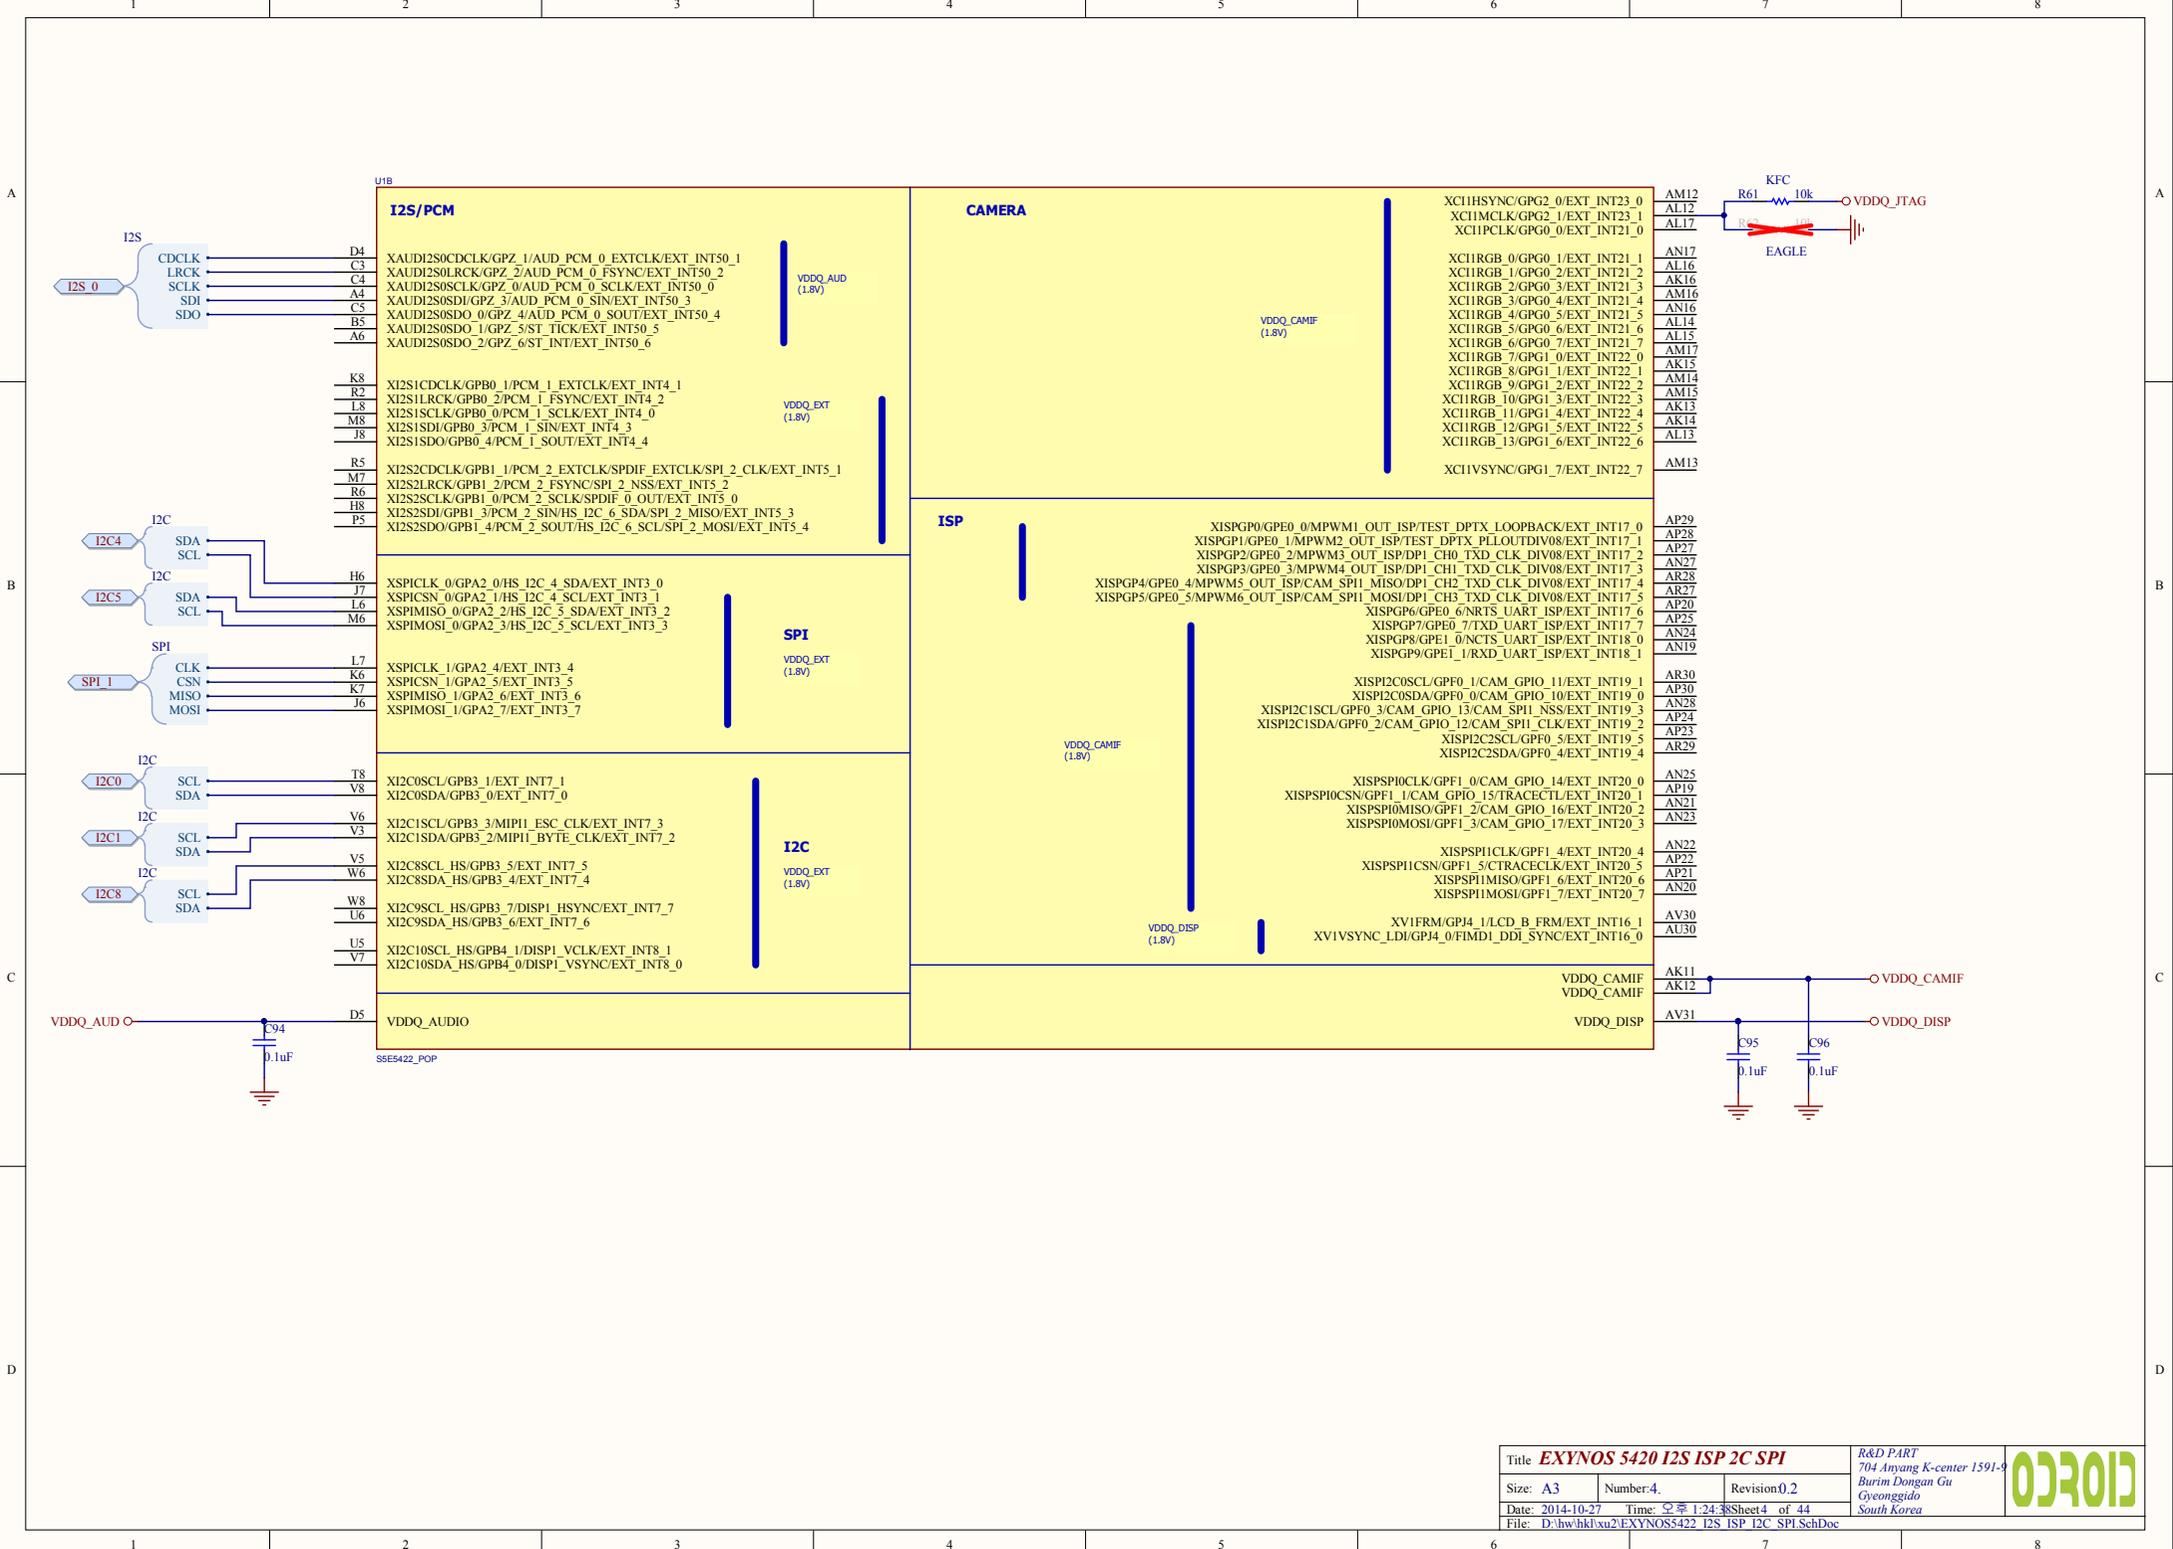 1 2 3 4 5 6 7 8
A A
B B
C C
D D
U1B
I2S/PCM
I2S
I2S_0
CDCLK D4 XAUDI2S0CDCLK/GPZ_1/AUD_PCM_0_EXTCLK/EXT_INT50_1
LRCK C3 XAUDI2S0LRCK/GPZ_2/AUD_PCM_0_FSYNC/EXT_INT50_2
SCLK C4 XAUDI2S0SCLK/GPZ_0/AUD_PCM_0_SCLK/EXT_INT50_0
SDI A4 XAUDI2S0SDI/GPZ_3/AUD_PCM_0_SIN/EXT_INT50_3
SDO C5 XAUDI2S0SDO_0/GPZ_4/AUD_PCM_0_SOUT/EXT_INT50_4
B5 XAUDI2S0SDO_1/GPZ_5/ST_TICK/EXT_INT50_5
A6 XAUDI2S0SDO_2/GPZ_6/ST_INT/EXT_INT50_6
VDDQ_AUD
(1.8V)
K8 XI2S1CDCLK/GPB0_1/PCM_1_EXTCLK/EXT_INT4_1
R2 XI2S1LRCK/GPB0_2/PCM_1_FSYNC/EXT_INT4_2
L8 XI2S1SCLK/GPB0_0/PCM_1_SCLK/EXT_INT4_0
M8 XI2S1SDI/GPB0_3/PCM_1_SIN/EXT_INT4_3
J8 XI2S1SDO/GPB0_4/PCM_1_SOUT/EXT_INT4_4
VDDQ_EXT
(1.8V)
R5 XI2S2CDCLK/GPB1_1/PCM_2_EXTCLK/SPDIF_EXTCLK/SPI_2_CLK/EXT_INT5_1
M7 XI2S2LRCK/GPB1_2/PCM_2_FSYNC/SPI_2_NSS/EXT_INT5_2
R6 XI2S2SCLK/GPB1_0/PCM_2_SCLK/SPDIF_0_OUT/EXT_INT5_0
H8 XI2S2SDI/GPB1_3/PCM_2_SIN/HS_I2C_6_SDA/SPI_2_MISO/EXT_INT5_3
P5 XI2S2SDO/GPB1_4/PCM_2_SOUT/HS_I2C_6_SCL/SPI_2_MOSI/EXT_INT5_4
I2C
I2C4
SDA
SCL
I2C
I2C5
SDA
SCL
H6 XSPICLK_0/GPA2_0/HS_I2C_4_SDA/EXT_INT3_0
J7 XSPICSN_0/GPA2_1/HS_I2C_4_SCL/EXT_INT3_1
L6 XSPIMISO_0/GPA2_2/HS_I2C_5_SDA/EXT_INT3_2
M6 XSPIMOSI_0/GPA2_3/HS_I2C_5_SCL/EXT_INT3_3
SPI
VDDQ_EXT
(1.8V)
SPI
SPI_1
CLK L7 XSPICLK_1/GPA2_4/EXT_INT3_4
CSN K6 XSPICSN_1/GPA2_5/EXT_INT3_5
MISO K7 XSPIMISO_1/GPA2_6/EXT_INT3_6
MOSI J6 XSPIMOSI_1/GPA2_7/EXT_INT3_7
I2C
I2C0
SCL T8 XI2C0SCL/GPB3_1/EXT_INT7_1
SDA V8 XI2C0SDA/GPB3_0/EXT_INT7_0
I2C
I2C1
SCL V6 XI2C1SCL/GPB3_3/MIPI1_ESC_CLK/EXT_INT7_3
SDA V3 XI2C1SDA/GPB3_2/MIPI1_BYTE_CLK/EXT_INT7_2
I2C
I2C8
SCL V5 XI2C8SCL_HS/GPB3_5/EXT_INT7_5
SDA W6 XI2C8SDA_HS/GPB3_4/EXT_INT7_4
W8 XI2C9SCL_HS/GPB3_7/DISP1_HSYNC/EXT_INT7_7
U6 XI2C9SDA_HS/GPB3_6/EXT_INT7_6
U5 XI2C10SCL_HS/GPB4_1/DISP1_VCLK/EXT_INT8_1
V7 XI2C10SDA_HS/GPB4_0/DISP1_VSYNC/EXT_INT8_0
I2C
VDDQ_EXT
(1.8V)
VDDQ_AUD D5 VDDQ_AUDIO
C94
0.1uF
S5E5422_POP
CAMERA
VDDQ_CAMIF
(1.8V)
XCI1HSYNC/GPG2_0/EXT_INT23_0 AM12
XCI1MCLK/GPG2_1/EXT_INT23_1 AL12
XCI1PCLK/GPG0_0/EXT_INT21_0 AL17
KFC
R61 10k VDDQ_JTAG
EAGLE
XCI1RGB_0/GPG0_1/EXT_INT21_1 AN17
XCI1RGB_1/GPG0_2/EXT_INT21_2 AL16
XCI1RGB_2/GPG0_3/EXT_INT21_3 AK16
XCI1RGB_3/GPG0_4/EXT_INT21_4 AM16
XCI1RGB_4/GPG0_5/EXT_INT21_5 AN16
XCI1RGB_5/GPG0_6/EXT_INT21_6 AL14
XCI1RGB_6/GPG0_7/EXT_INT21_7 AL15
XCI1RGB_7/GPG1_0/EXT_INT22_0 AM17
XCI1RGB_8/GPG1_1/EXT_INT22_1 AK15
XCI1RGB_9/GPG1_2/EXT_INT22_2 AM14
XCI1RGB_10/GPG1_3/EXT_INT22_3 AM15
XCI1RGB_11/GPG1_4/EXT_INT22_4 AK13
XCI1RGB_12/GPG1_5/EXT_INT22_5 AK14
XCI1RGB_13/GPG1_6/EXT_INT22_6 AL13
XCI1VSYNC/GPG1_7/EXT_INT22_7 AM13
ISP
XISPGP0/GPE0_0/MPWM1_OUT_ISP/TEST_DPTX_LOOPBACK/EXT_INT17_0 AP29
XISPGP1/GPE0_1/MPWM2_OUT_ISP/TEST_DPTX_PLLOUTDIV08/EXT_INT17_1 AP28
XISPGP2/GPE0_2/MPWM3_OUT_ISP/DP1_CH0_TXD_CLK_DIV08/EXT_INT17_2 AP27
XISPGP3/GPE0_3/MPWM4_OUT_ISP/DP1_CH1_TXD_CLK_DIV08/EXT_INT17_3 AN27
XISPGP4/GPE0_4/MPWM5_OUT_ISP/CAM_SPI1_MISO/DP1_CH2_TXD_CLK_DIV08/EXT_INT17_4 AR28
XISPGP5/GPE0_5/MPWM6_OUT_ISP/CAM_SPI1_MOSI/DP1_CH3_TXD_CLK_DIV08/EXT_INT17_5 AR27
XISPGP6/GPE0_6/NRTS_UART_ISP/EXT_INT17_6 AP20
XISPGP7/GPE0_7/TXD_UART_ISP/EXT_INT17_7 AP25
XISPGP8/GPE1_0/NCTS_UART_ISP/EXT_INT18_0 AN24
XISPGP9/GPE1_1/RXD_UART_ISP/EXT_INT18_1 AN19
XISPI2C0SCL/GPF0_1/CAM_GPIO_11/EXT_INT19_1 AR30
XISPI2C0SDA/GPF0_0/CAM_GPIO_10/EXT_INT19_0 AP30
XISPI2C1SCL/GPF0_3/CAM_GPIO_13/CAM_SPI1_NSS/EXT_INT19_3 AN28
XISPI2C1SDA/GPF0_2/CAM_GPIO_12/CAM_SPI1_CLK/EXT_INT19_2 AP24
XISPI2C2SCL/GPF0_5/EXT_INT19_5 AP23
XISPI2C2SDA/GPF0_4/EXT_INT19_4 AR29
VDDQ_CAMIF
(1.8V)
XISPSPI0CLK/GPF1_0/CAM_GPIO_14/EXT_INT20_0 AN25
XISPSPI0CSN/GPF1_1/CAM_GPIO_15/TRACECTL/EXT_INT20_1 AP19
XISPSPI0MISO/GPF1_2/CAM_GPIO_16/EXT_INT20_2 AN21
XISPSPI0MOSI/GPF1_3/CAM_GPIO_17/EXT_INT20_3 AN23
XISPSPI1CLK/GPF1_4/EXT_INT20_4 AN22
XISPSPI1CSN/GPF1_5/CTRACECLK/EXT_INT20_5 AP22
XISPSPI1MISO/GPF1_6/EXT_INT20_6 AP21
XISPSPI1MOSI/GPF1_7/EXT_INT20_7 AN20
VDDQ_DISP
(1.8V)
XV1FRM/GPJ4_1/LCD_B_FRM/EXT_INT16_1 AV30
XV1VSYNC_LDI/GPJ4_0/FIMD1_DDI_SYNC/EXT_INT16_0 AU30
VDDQ_CAMIF AK11 VDDQ_CAMIF
VDDQ_CAMIF AK12
VDDQ_DISP AV31 VDDQ_DISP
C95 C96
0.1uF 0.1uF
Title EXYNOS 5420 I2S ISP 2C SPI
Size: A3 Number:4. Revision:0.2
Date: 2014-10-27 Time: 오후 1:24:38 Sheet4 of 44
File: D:\hw\hkl\xu2\EXYNOS5422_I2S_ISP_I2C_SPI.SchDoc
R&D PART
704 Anyang K-center 1591-9
Burim Dongan Gu
Gyeonggido
South Korea
ODROID
1 2 3 4 5 6 7 8